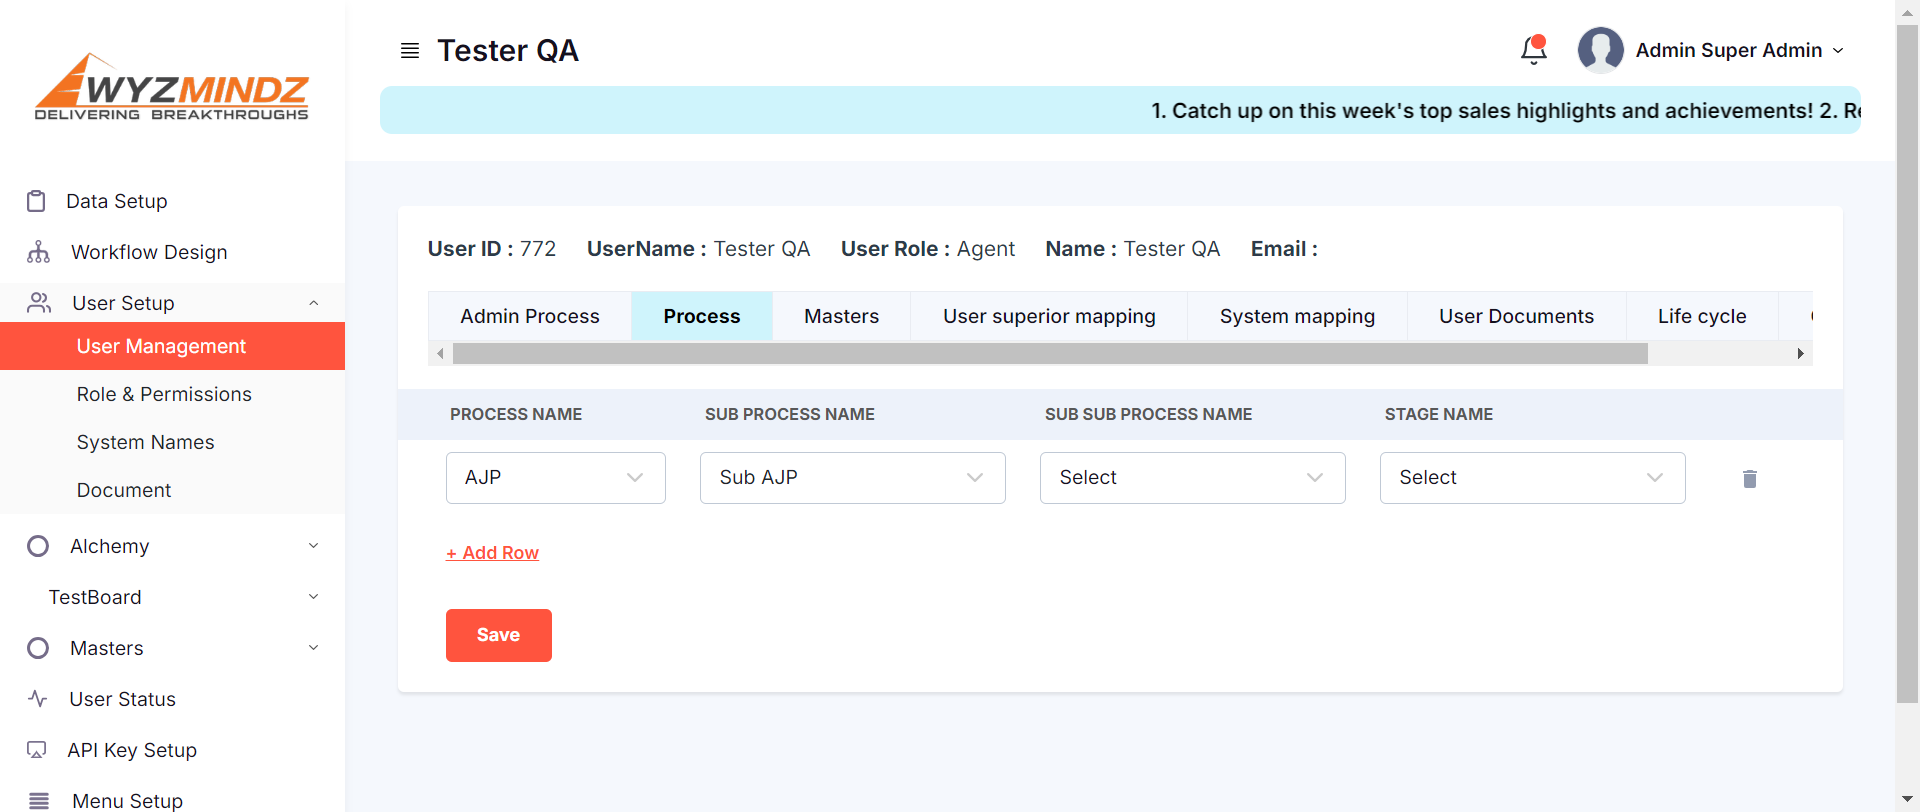 WYZMINDZ
DELIVERING BREAKTHROUGHS
Data Setup
Workflow Design
User Setup
User Management
Role & Permissions
System Names
Document
Alchemy
TestBoard
Masters
User Status
API Key Setup
Menu Setup
Tester QA
Admin Super Admin
1. Catch up on this week's top sales highlights and achievements! 2.
User ID : 772 UserName : Tester QA User Role : Agent Name : Tester QA Email :
Admin Process Process Masters User superior mapping System mapping User Documents Life cycle
PROCESS NAME SUB PROCESS NAME SUB SUB PROCESS NAME STAGE NAME
AJP Sub AJP Select Select
+ Add Row
Save